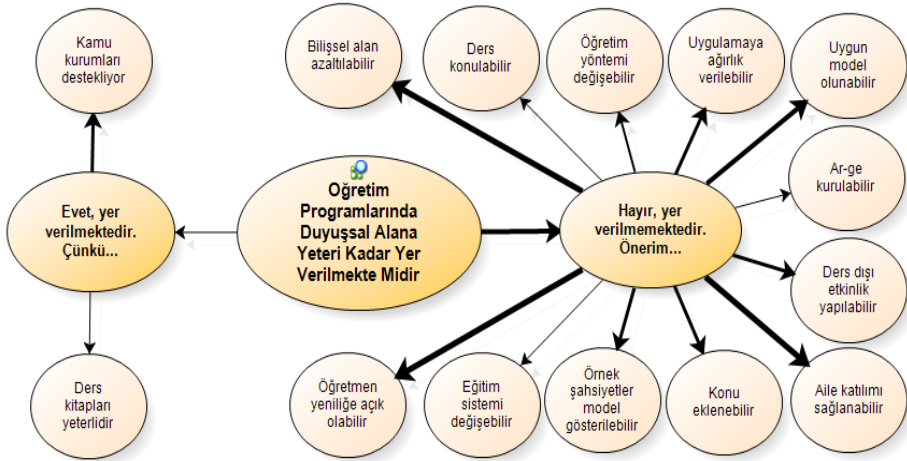 Kamu
kurumları
destekliyor
Bilişsel alan
azaltılabilir
Ders
konulabilir
Öğretim
yöntemi
değişebilir
Uygulamaya
ağırlık
verilebilir
Uygun
model
olunabilir
Evet, yer
verilmektedir.
Çünkü...
Oğretim
Programlarında
Duyuşsal Alana
Yeteri Kadar Yer
Verilmekte Midir
Hayır, yer
verilmemektedir.
Önerim...
Ar-ge
kurulabilir
Ders dışı
etkinlik
yapılabilir
Ders
kitapları
yeterlidir
Öğretmen
yeniliğe açık
olabilir
Eğitim
sistemi
değişebilir
Örnek
şahsiyetler
model
gösterilebilir
Konu
eklenebilir
Aile katılımı
sağlanabilir